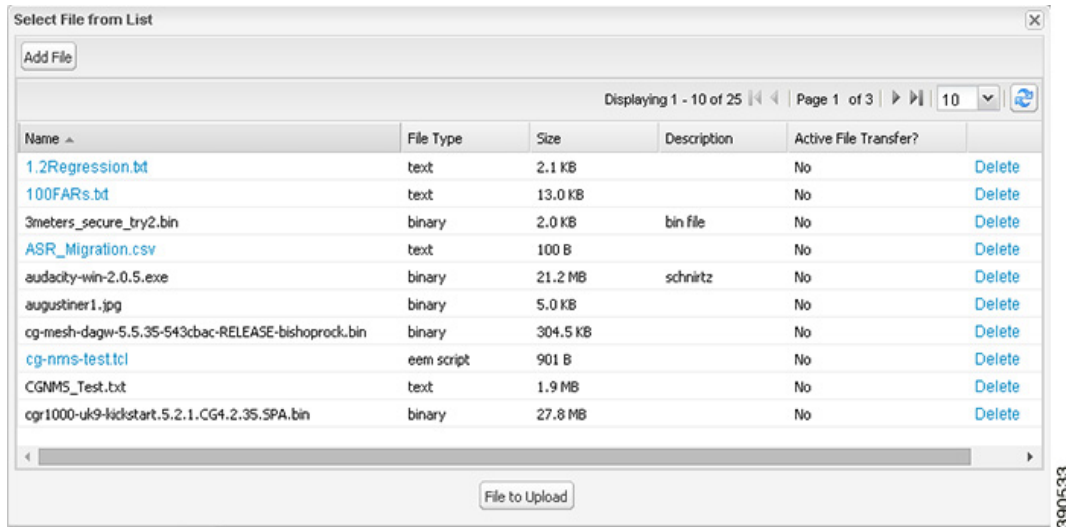 Select File from List
Add File
Displaying 1 - 10 of 25 Page 1 of 3 10
Name File Type Size Description Active File Transfer?
1.2Regression.txt text 2.1 KB No Delete
100FARs.txt text 13.0 KB No Delete
3meters_secure_try2.bin binary 2.0 KB bin file No Delete
ASR_Migration.csv text 100 B No Delete
audacity-win-2.0.5.exe binary 21.2 MB schnirtz No Delete
augustiner1.jpg binary 5.0 KB No Delete
cg-mesh-dagw-5.5.35-543cbac-RELEASE-bishoprock.bin binary 304.5 KB No Delete
cg-nms-test.tcl eem script 901 B No Delete
CGNMS_Test.txt text 1.9 MB No Delete
cgr1000-uk9-kickstart.5.2.1.CG4.2.35.SPA.bin binary 27.8 MB No Delete
File to Upload
390533